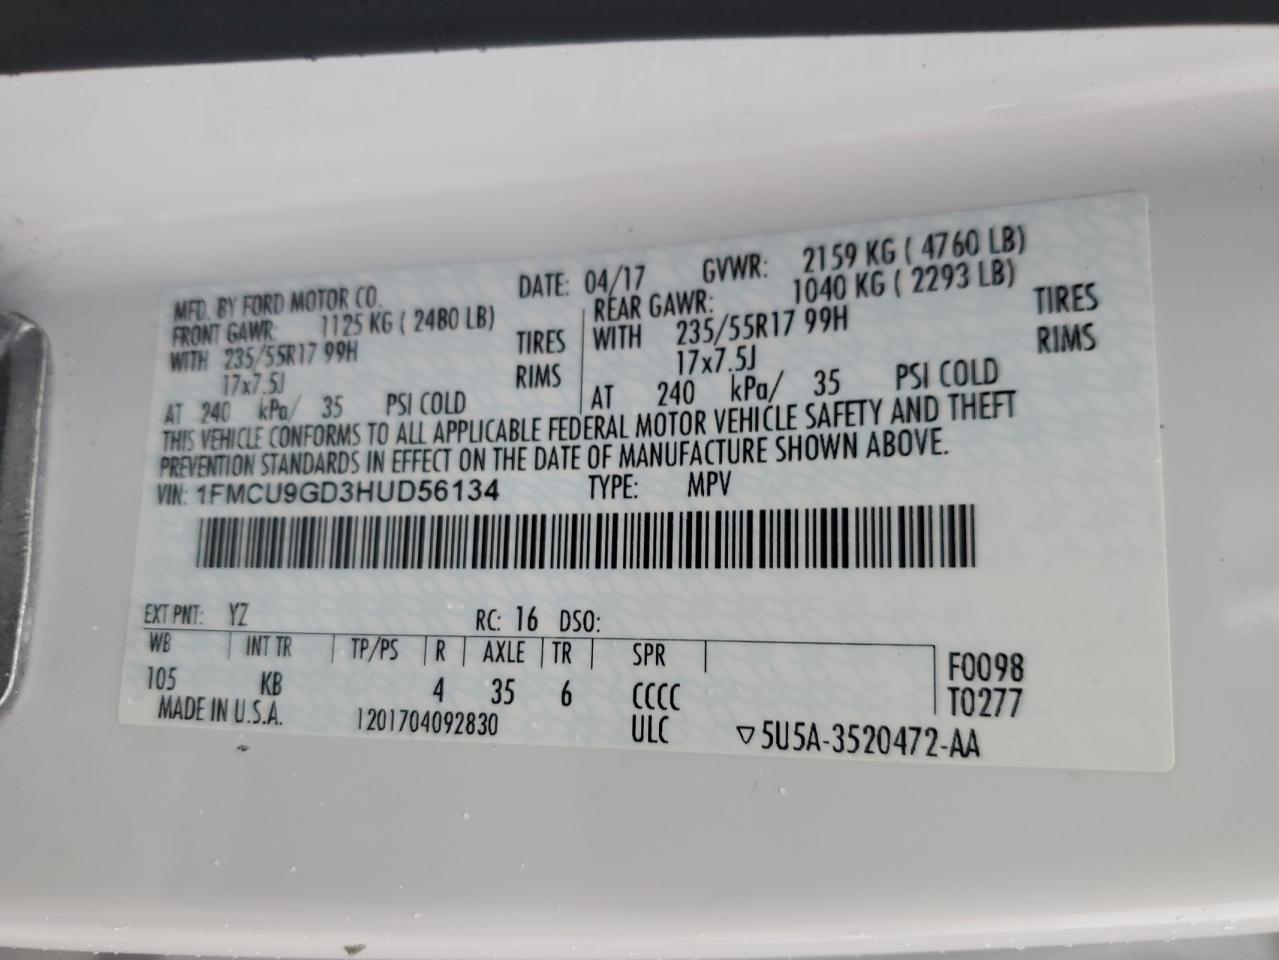 MFD. BY FORD MOTOR CO. DATE: 04/17 GVWR: 2159 KG ( 4760 LB)
FRONT GAWR: 1125 KG ( 2480 LB) REAR GAWR: 1040 KG ( 2293 LB)
WITH 235/55R17 99H TIRES WITH 235/55R17 99H TIRES
17x7.5J RIMS 17x7.5J RIMS
AT 240 kPa/ 35 PSI COLD AT 240 kPa/ 35 PSI COLD
THIS VEHICLE CONFORMS TO ALL APPLICABLE FEDERAL MOTOR VEHICLE SAFETY AND THEFT
PREVENTION STANDARDS IN EFFECT ON THE DATE OF MANUFACTURE SHOWN ABOVE.
VIN: 1FMCU9GD3HUD56134 TYPE: MPV
EXT PNT: YZ RC: 16 DSO:
WB INT TR TP/PS R AXLE TR SPR F0098
105 KB 4 35 6 CCCC T0277
MADE IN U.S.A. 1201704092830 ULC ▽5U5A-3520472-AA